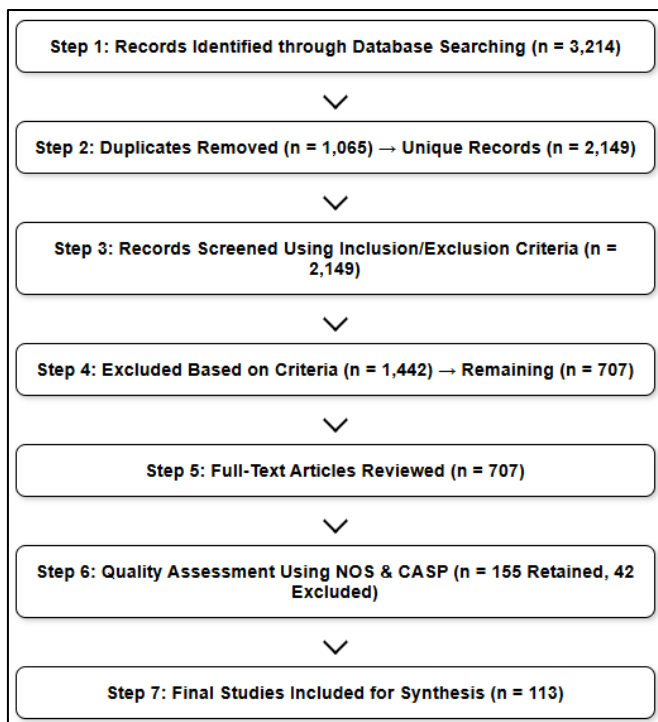 Step 1: Records Identified through Database Searching (n = 3,214)
Step 2: Duplicates Removed (n = 1,065) → Unique Records (n = 2,149)
Step 3: Records Screened Using Inclusion/Exclusion Criteria (n =
2,149)
Step 4: Excluded Based on Criteria (n = 1,442) → Remaining (n = 707)
Step 5: Full-Text Articles Reviewed (n = 707)
Step 6: Quality Assessment Using NOS & CASP (n = 155 Retained, 42
Excluded)
Step 7: Final Studies Included for Synthesis (n = 113)